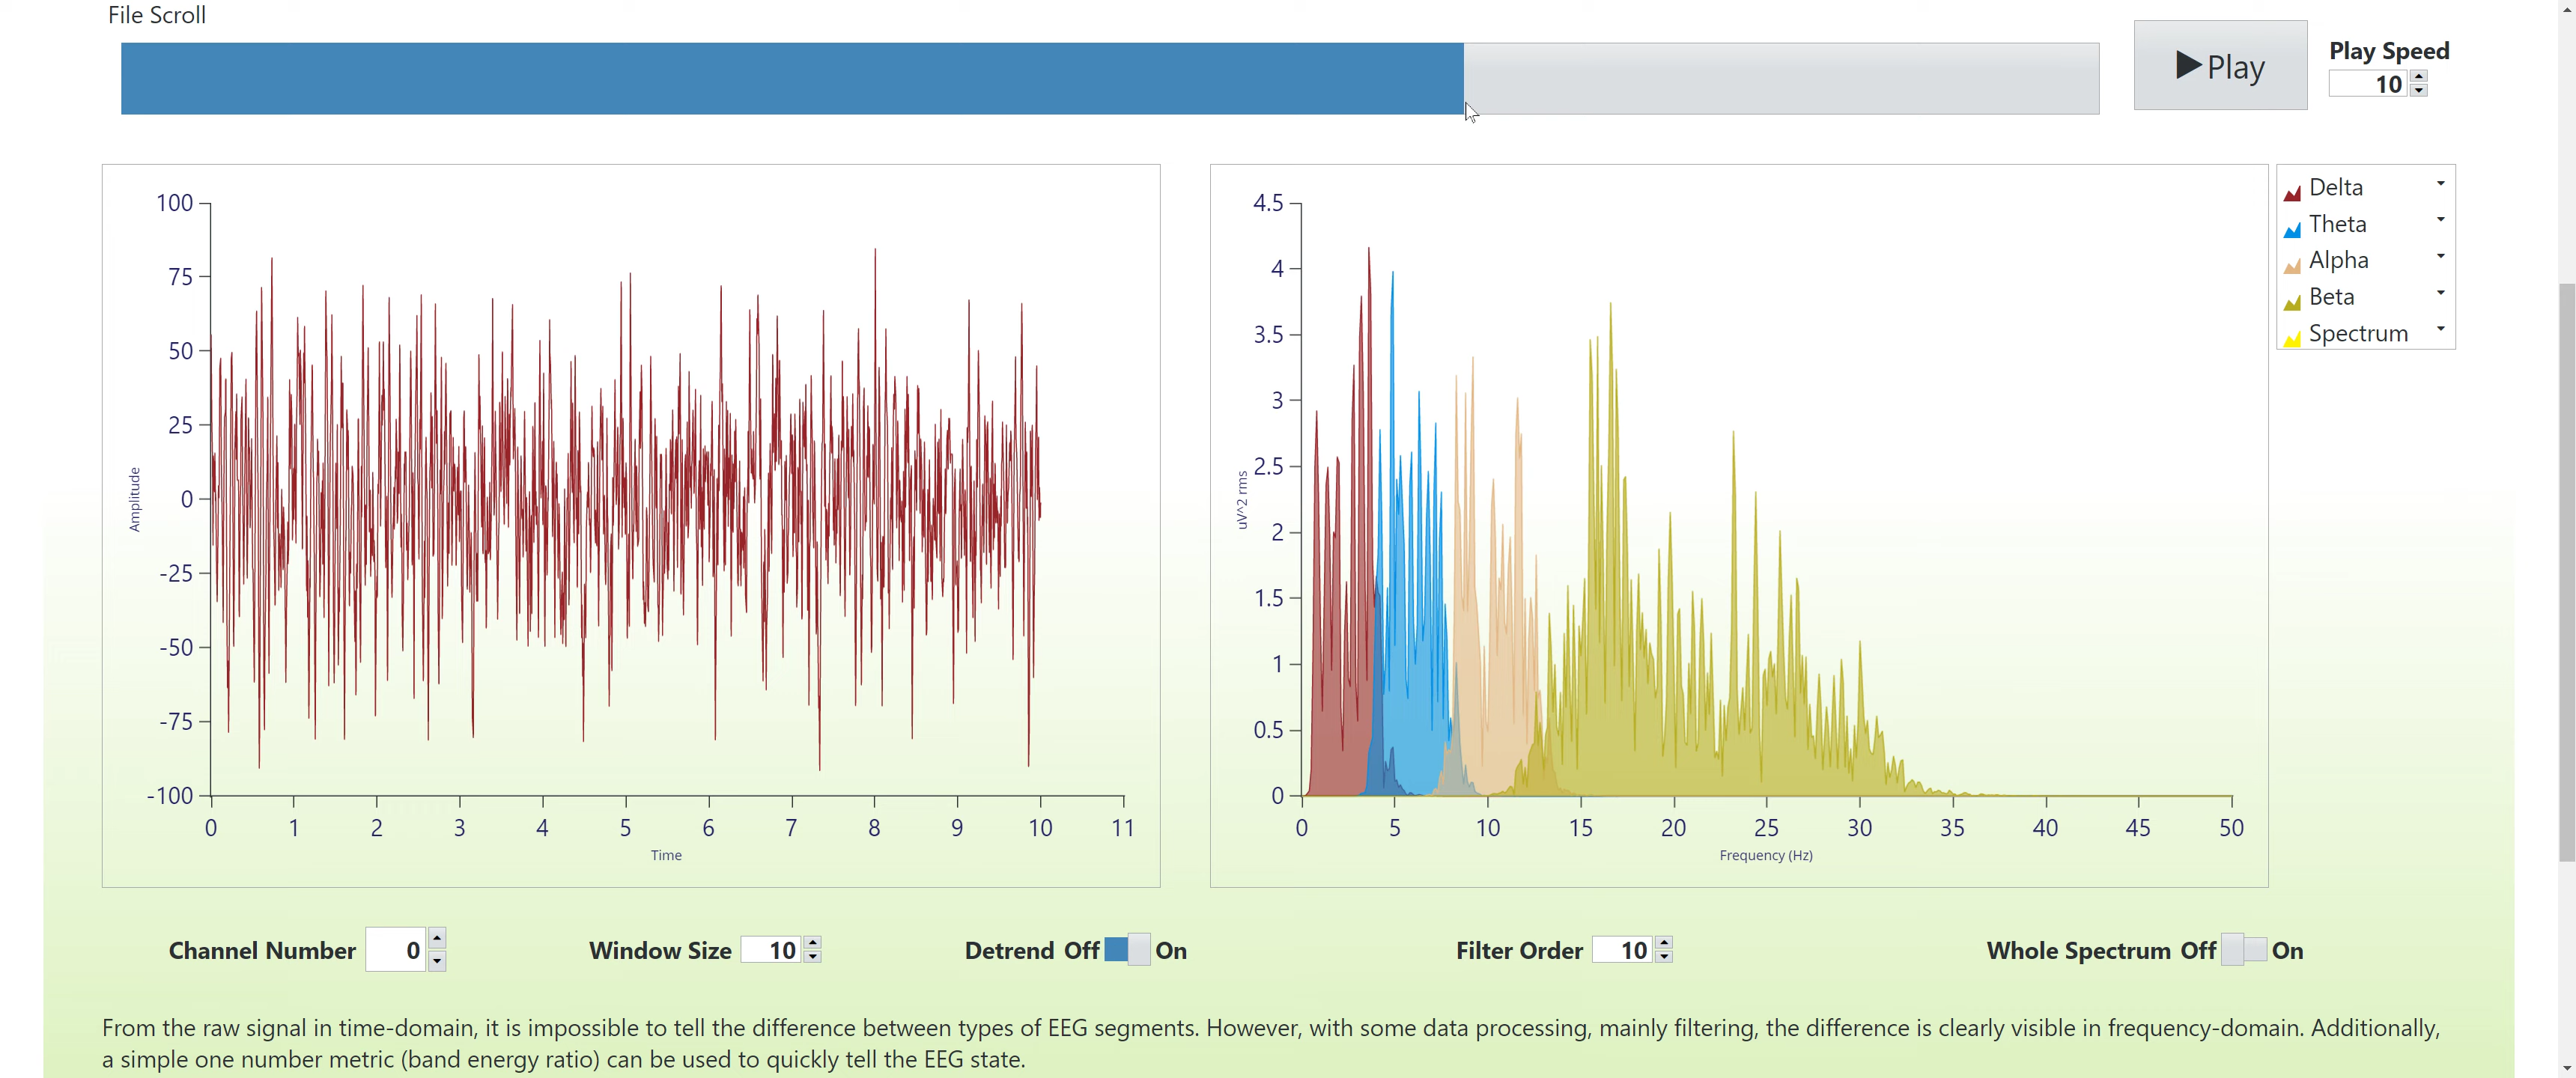 File Scroll
Play
Play Speed
10
100
75
50
25
0
-25
-50
-75
-100
Amplitude
0 1 2 3 4 5 6 7 8 9 10 11
Time
4.5
4
3.5
3
2.5
2
1.5
1
0.5
0
uV^2 rms
0 5 10 15 20 25 30 35 40 45 50
Frequency (Hz)
Delta
Theta
Alpha
Beta
Spectrum
Channel Number 0 Window Size 10 Detrend Off On Filter Order 10 Whole Spectrum Off On
From the raw signal in time-domain, it is impossible to tell the difference between types of EEG segments. However, with some data processing, mainly filtering, the difference is clearly visible in frequency-domain. Additionally,
a simple one number metric (band energy ratio) can be used to quickly tell the EEG state.